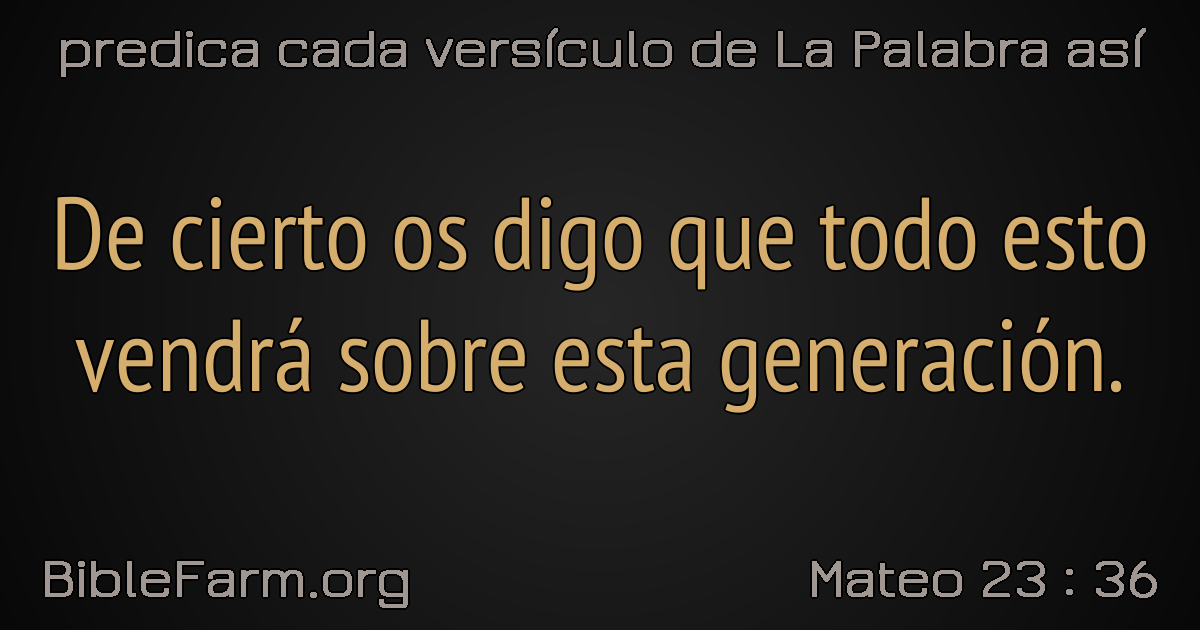 predica cada versículo de La Palabra así
De cierto os digo que todo esto
vendrá sobre esta generación.
BibleFarm.org
Mateo 23 : 36